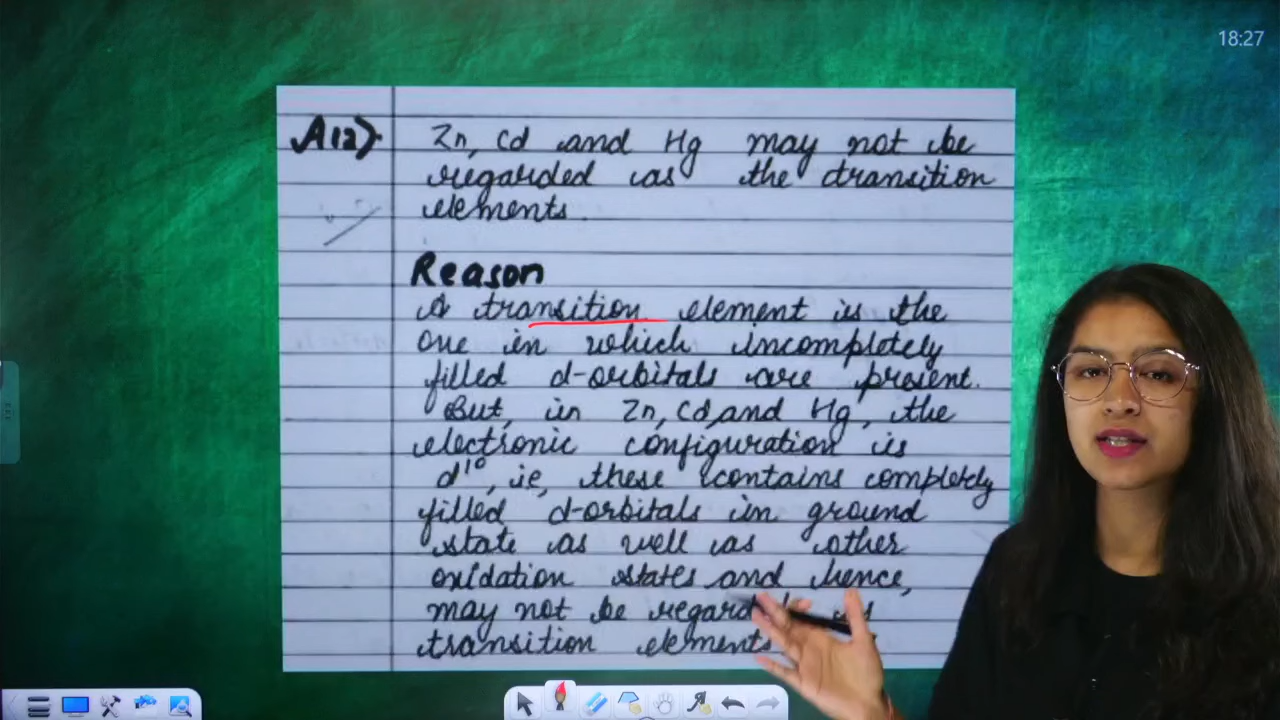 18:27
A12)
Zn, Cd and Hg may not be
regarded as the transition
elements.
Reason
A transition element is the
one in which incompletely
filled d-orbitals are present.
But, in Zn, Cd, and Hg, the
electronic configuration is
d¹⁰, ie, these contains completely
filled d-orbitals in ground
state as well as other
oxidation states and hence,
may not be as
transition elements